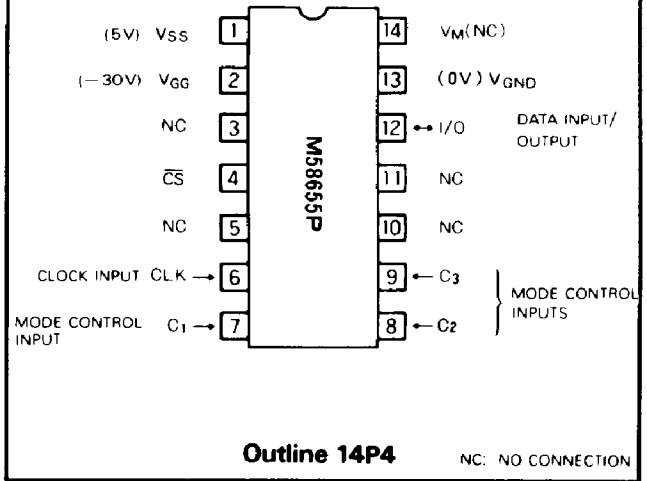 (5V) VSS 1 14 VM(NC)
(−30V) VGG 2 13 (0V) VGND
NC 3 12 ↔ I/O DATA INPUT/
OUTPUT
M58655P
C̅S̅ 4 11 NC
NC 5 10 NC
CLOCK INPUT CLK → 6 9 ← C3
MODE CONTROL
INPUTS
MODE CONTROL
INPUT
C1 → 7 8 ← C2
Outline 14P4 NC: NO CONNECTION